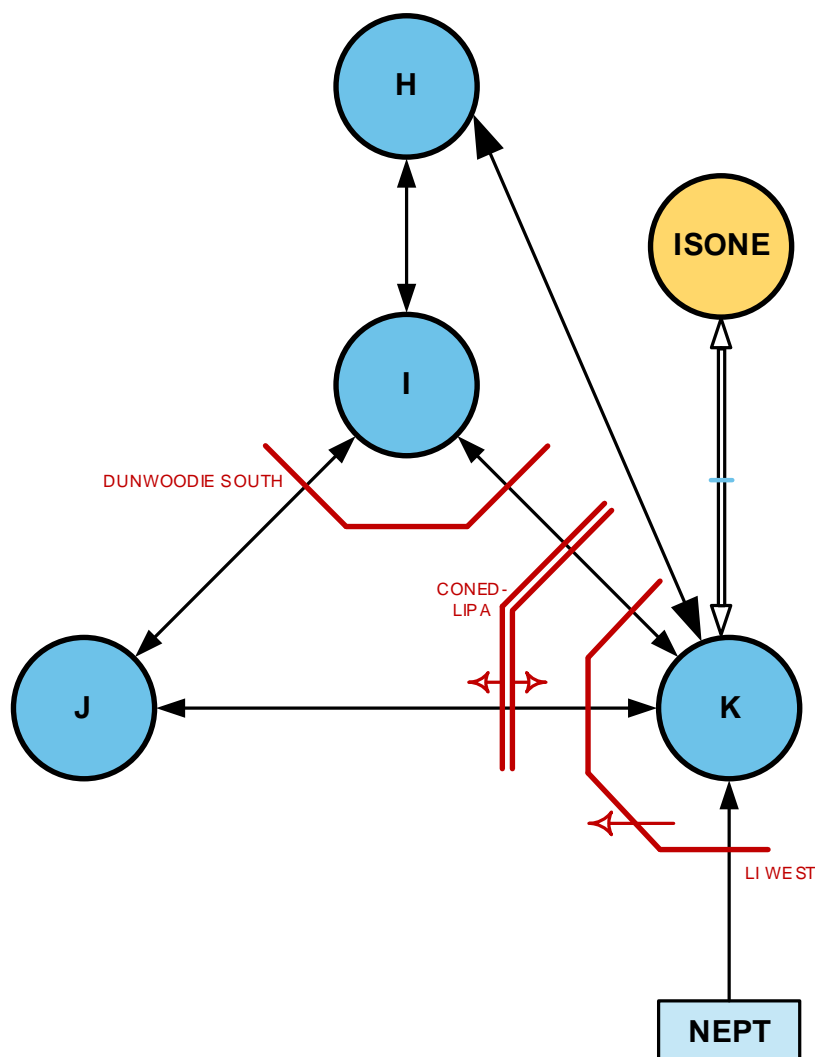 H
ISONE
I
DUNWOODIE SOUTH
CONED-
LIPA
J
K
LI WEST
NEPT